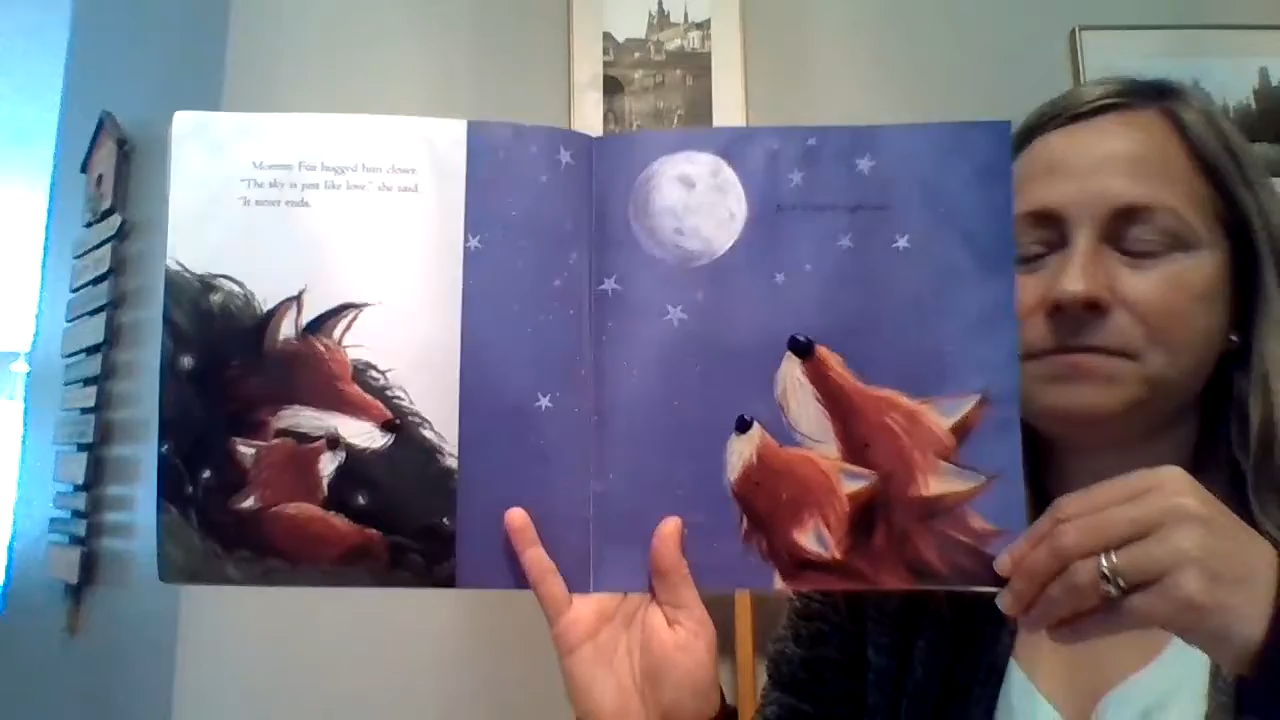 Mommy Fox hugged him closer.
"The sky is just like love," she said.
"It never ends.